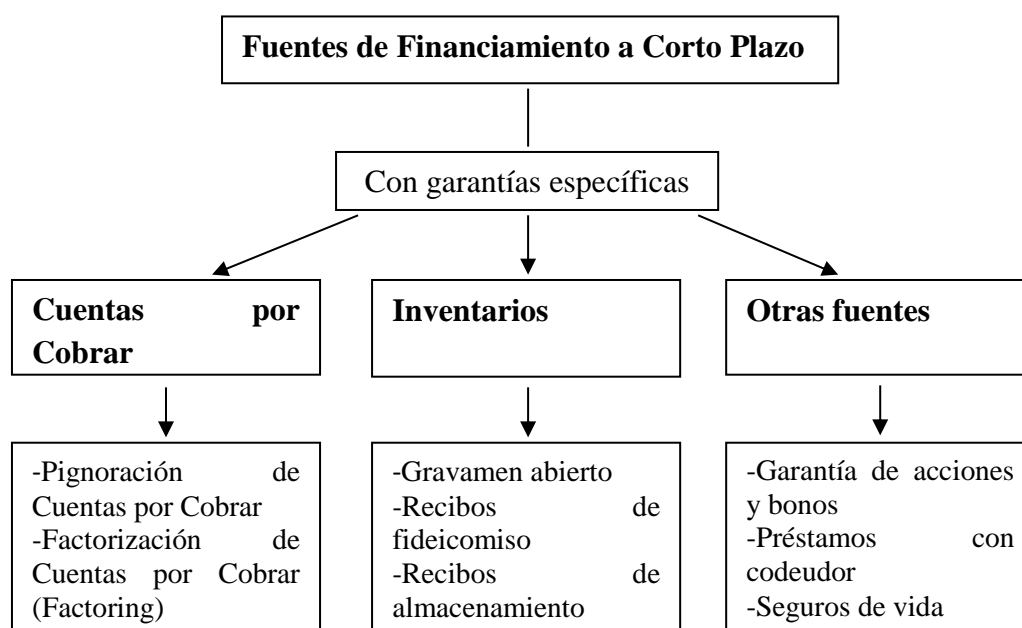 Fuentes de Financiamiento a Corto Plazo
Con garantías específicas
Cuentas por
Cobrar
Inventarios
Otras fuentes
-Pignoración de
Cuentas por Cobrar
-Factorización de
Cuentas por Cobrar
(Factoring)
-Gravamen abierto
-Recibos de
fideicomiso
-Recibos de
almacenamiento
-Garantía de acciones
y bonos
-Préstamos con
codeudor
-Seguros de vida